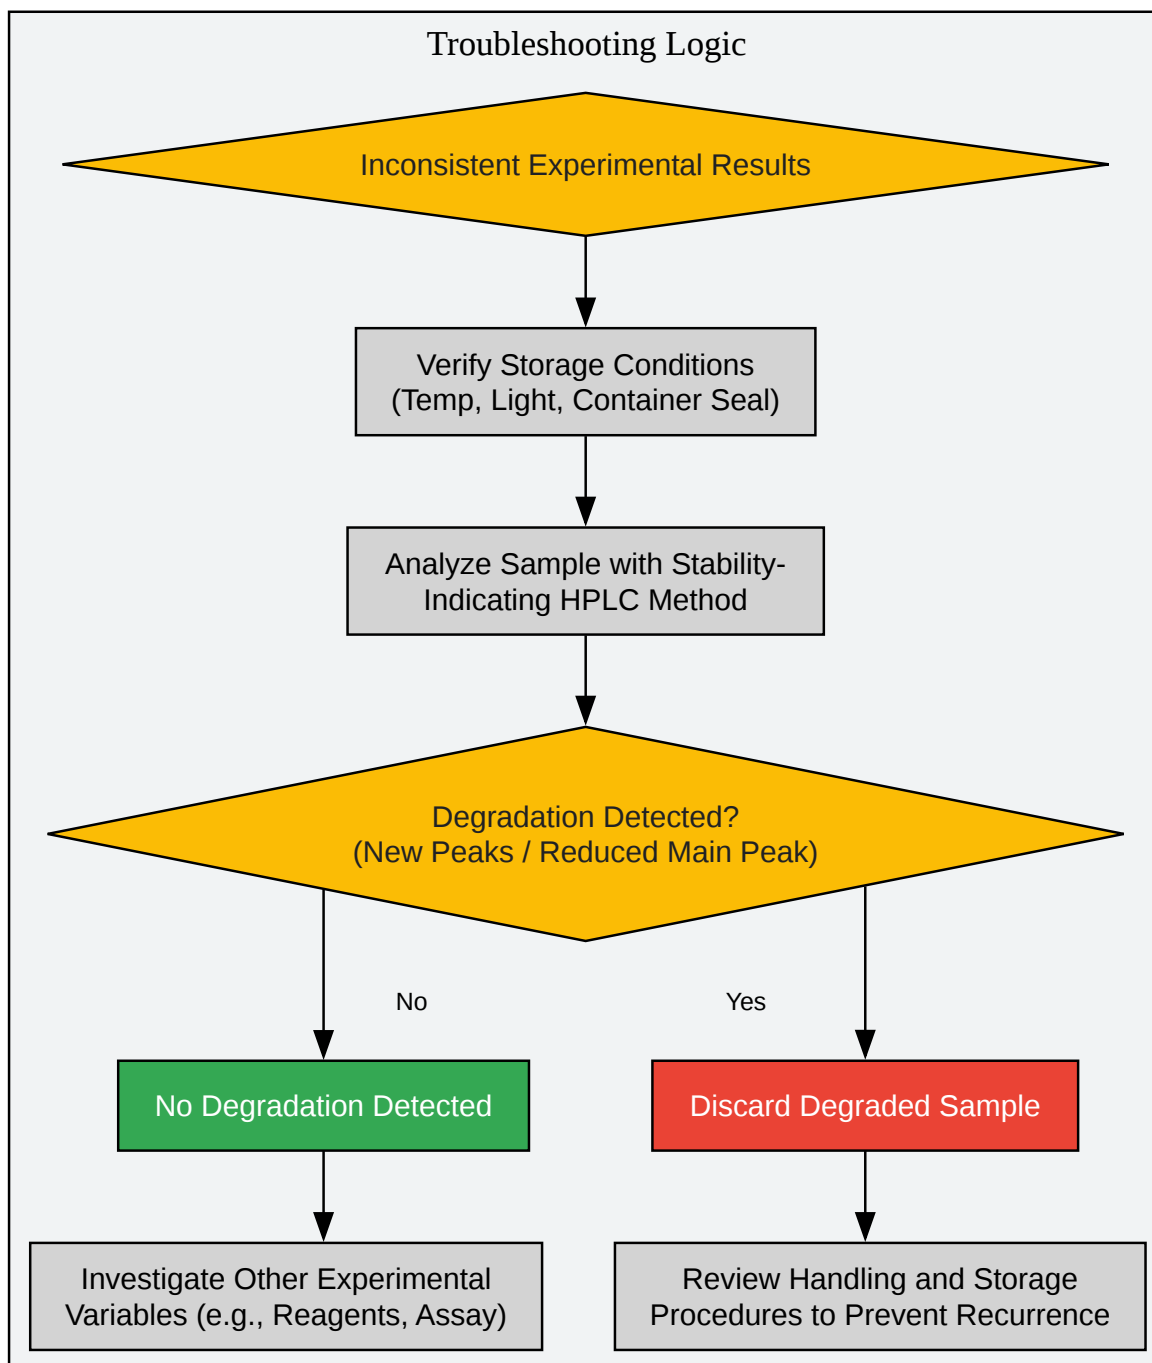 Troubleshooting Logic
Inconsistent Experimental Results
Verify Storage Conditions
(Temp, Light, Container Seal)
Analyze Sample with Stability-
Indicating HPLC Method
Degradation Detected?
(New Peaks / Reduced Main Peak)
No
Yes
No Degradation Detected
Discard Degraded Sample
Investigate Other Experimental
Variables (e.g., Reagents, Assay)
Review Handling and Storage
Procedures to Prevent Recurrence